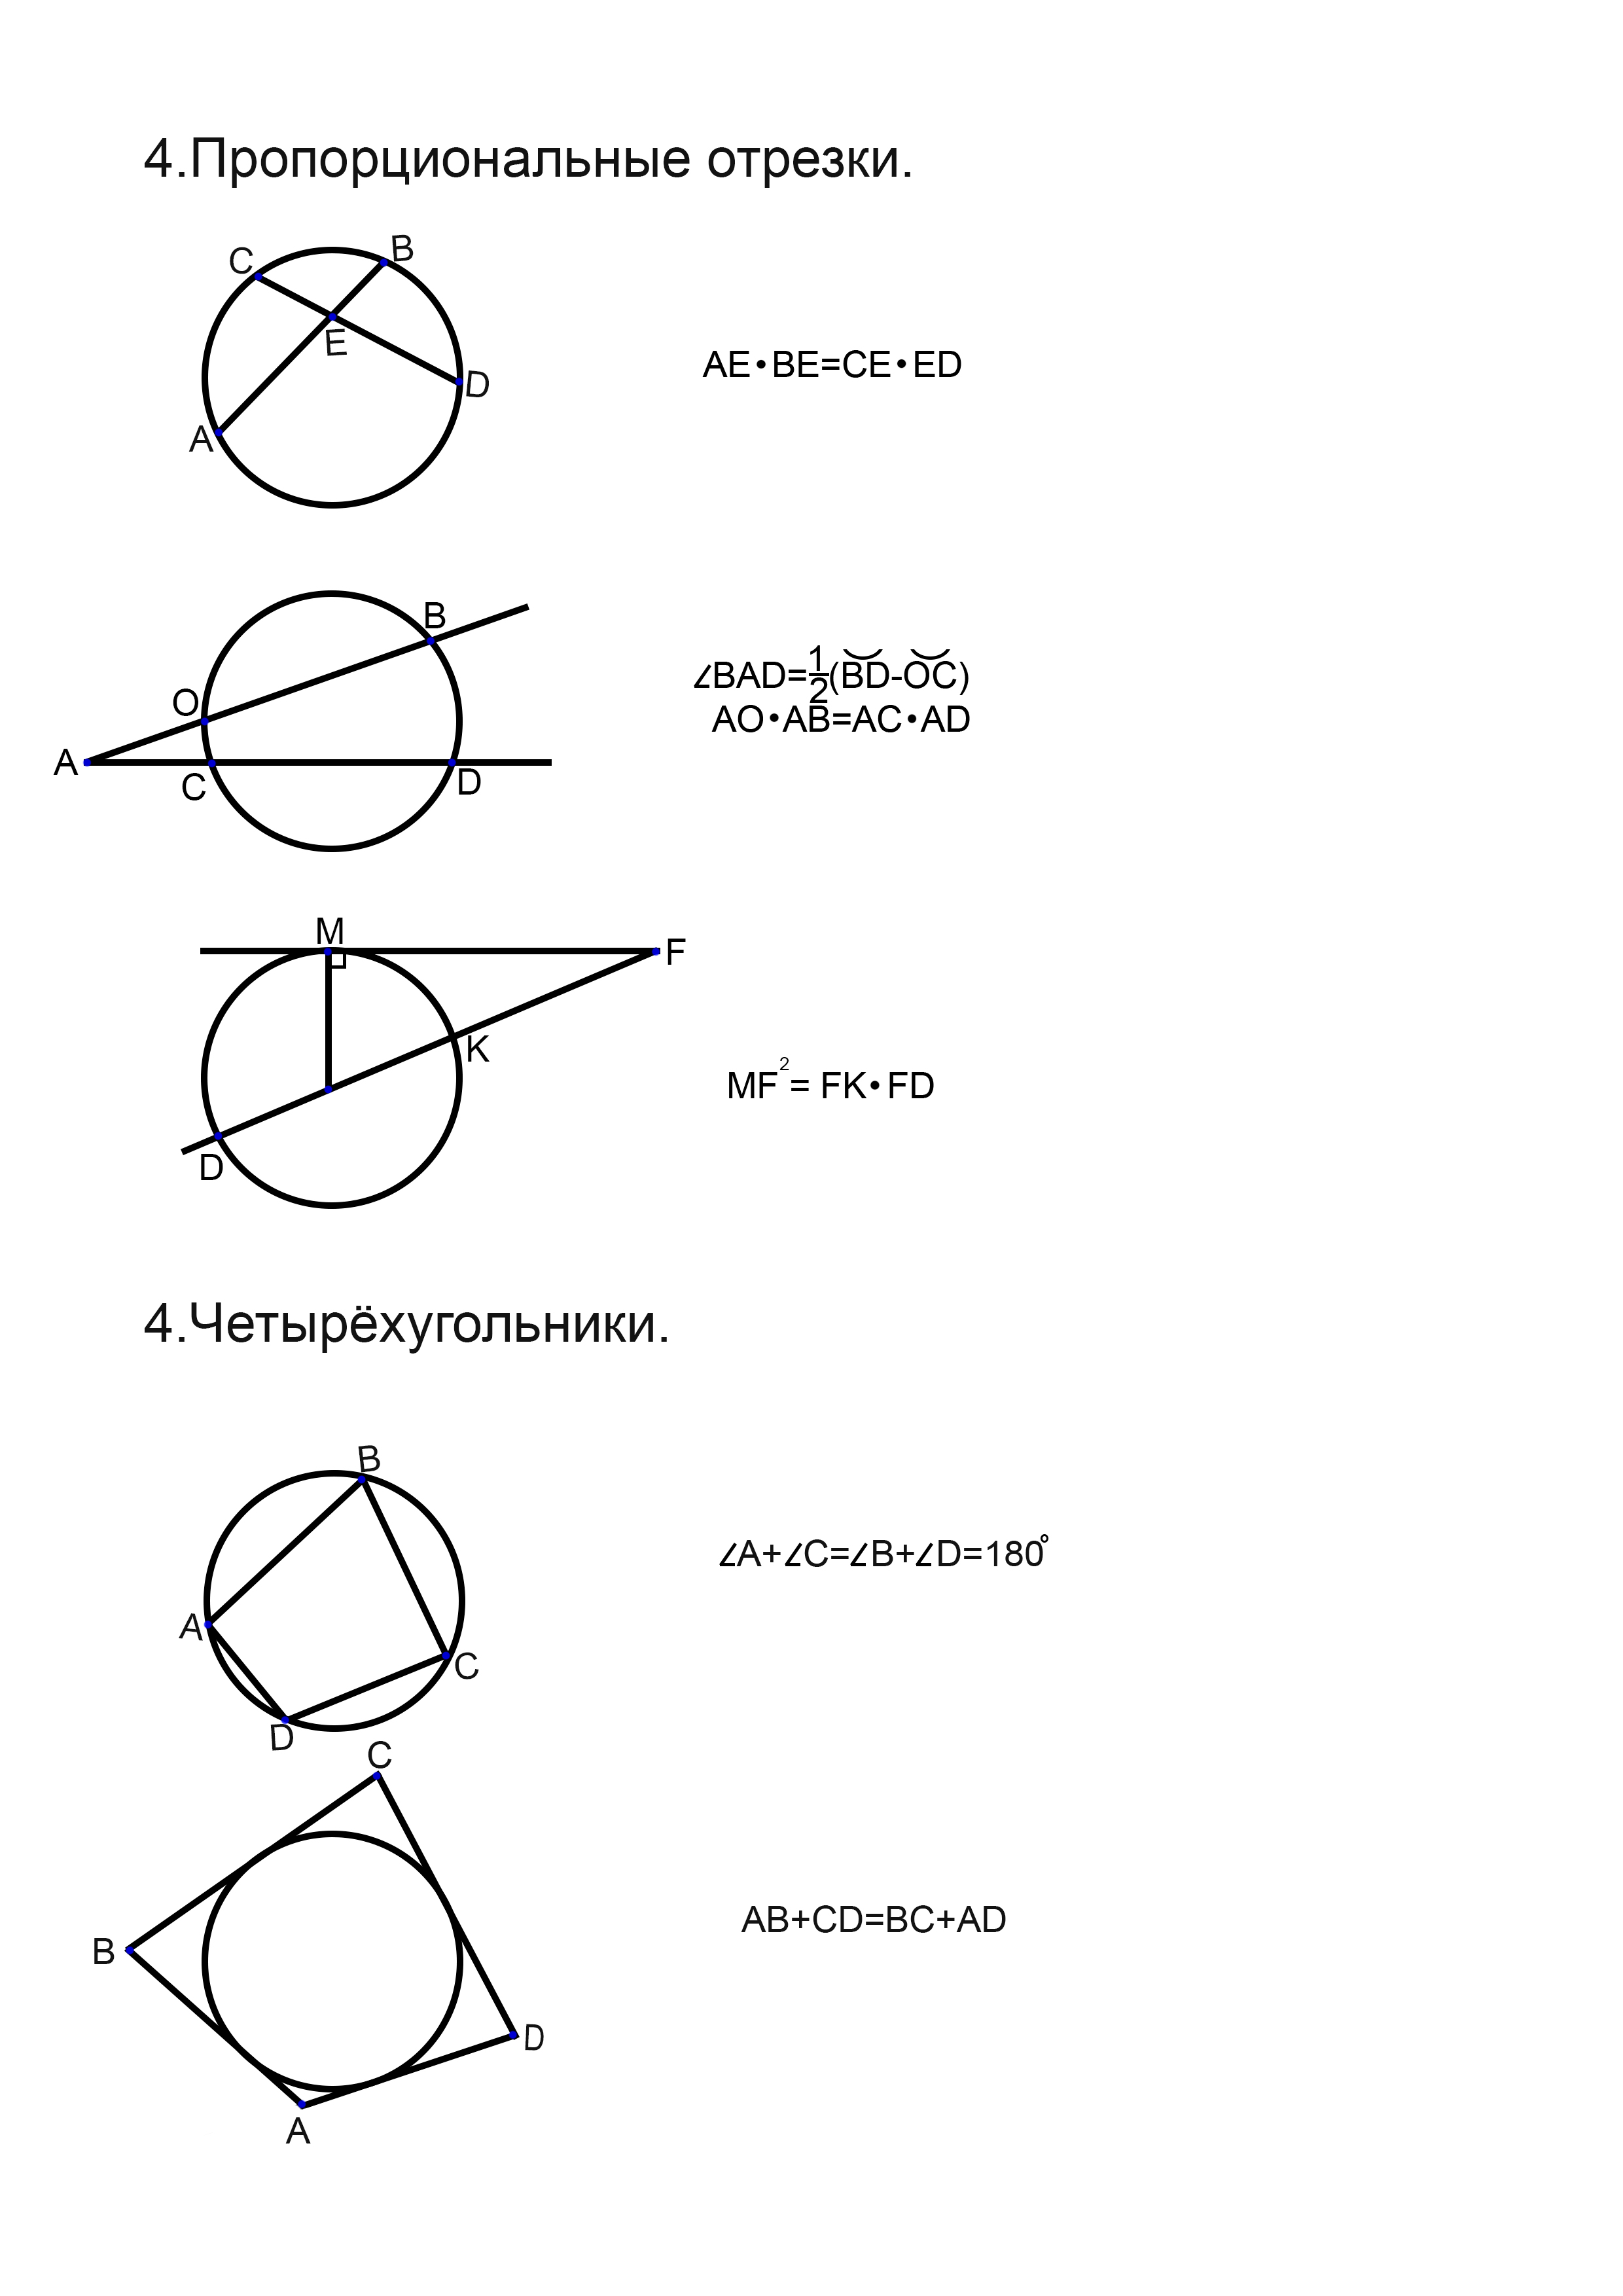 4.Пропорциональные отрезки.
C
B
E
D
A
AE•BE=CE•ED
B
O
A
C
D
∠BAD=1/2(BD-OC)
AO•AB=AC•AD
M
F
K
D
MF²= FK•FD
4.Четырёхугольники.
B
A
C
D
∠A+∠C=∠B+∠D=180°
C
B
D
A
AB+CD=BC+AD